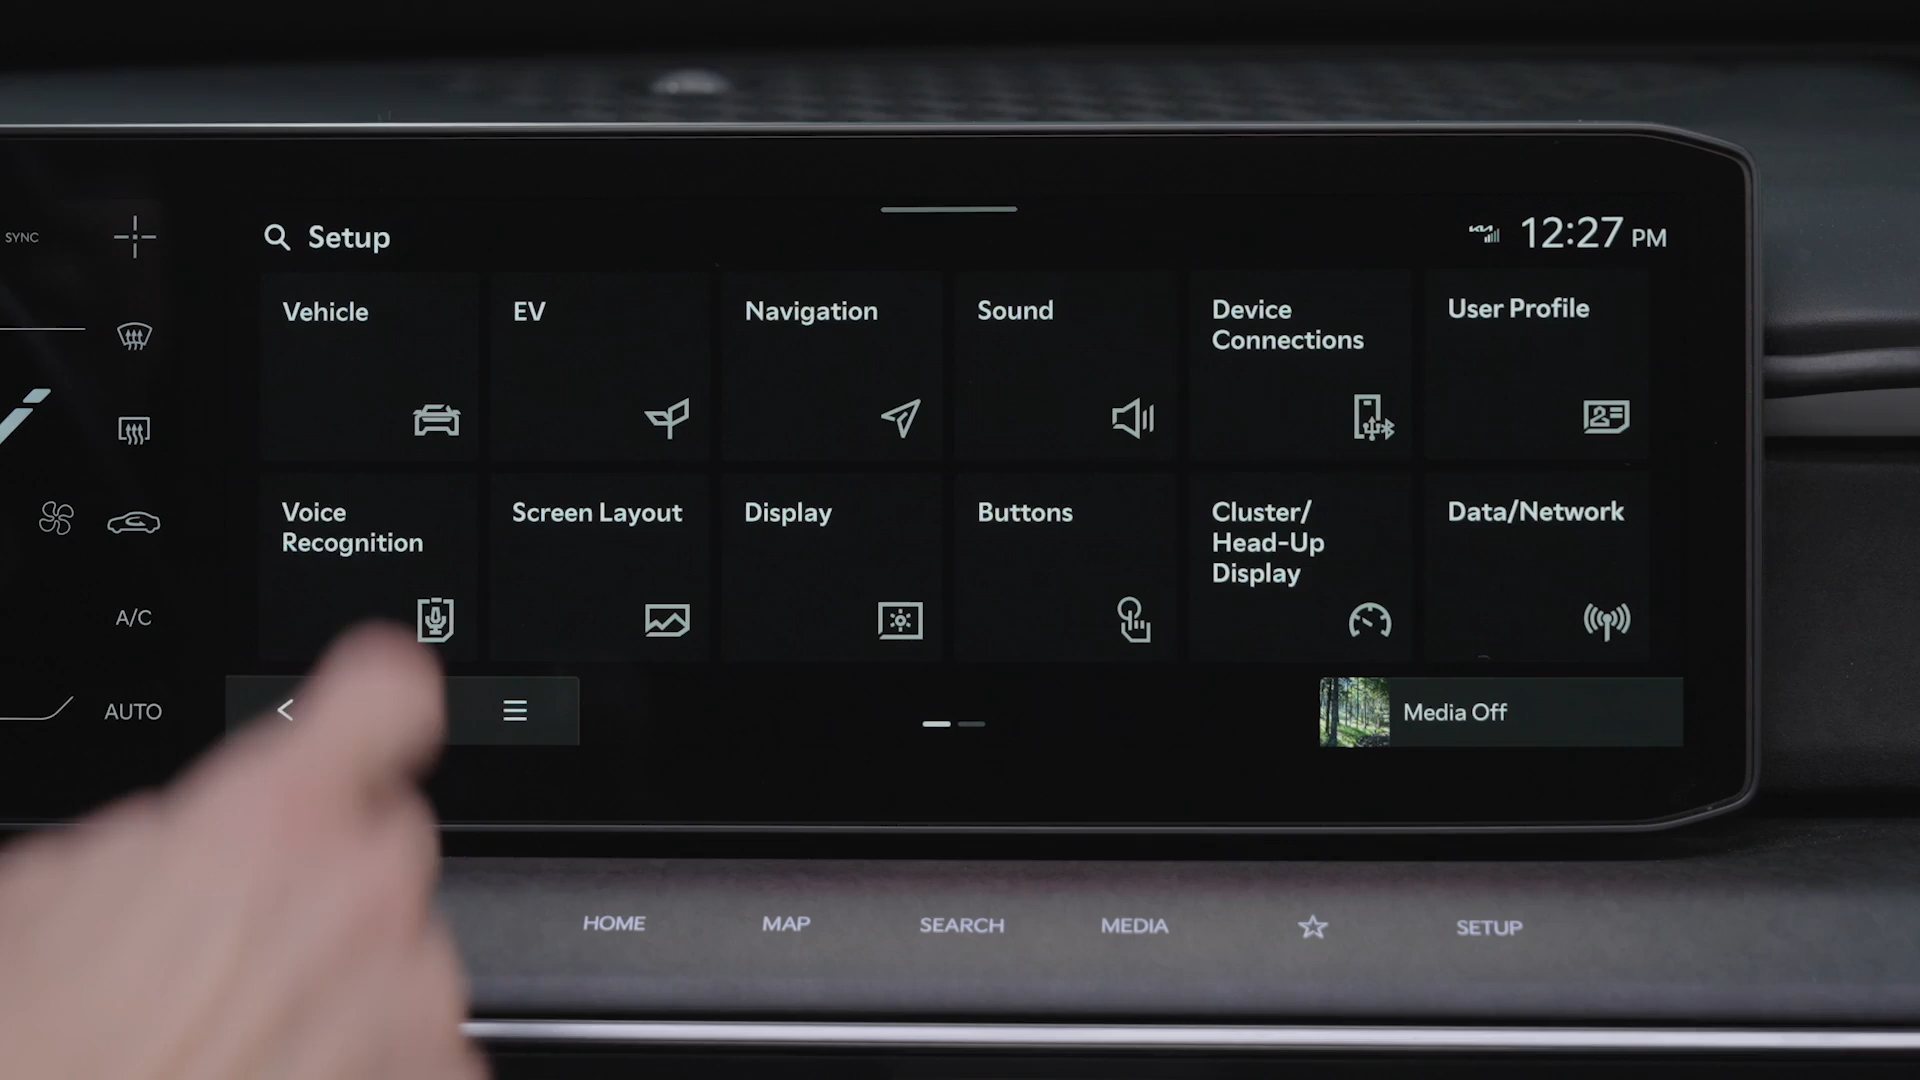 SYNC
Setup
12:27 PM
Vehicle
EV
Navigation
Sound
Device
Connections
User Profile
Voice
Recognition
Screen Layout
Display
Buttons
Cluster/
Head-Up
Display
Data/Network
A/C
AUTO
Media Off
HOME
MAP
SEARCH
MEDIA
SETUP